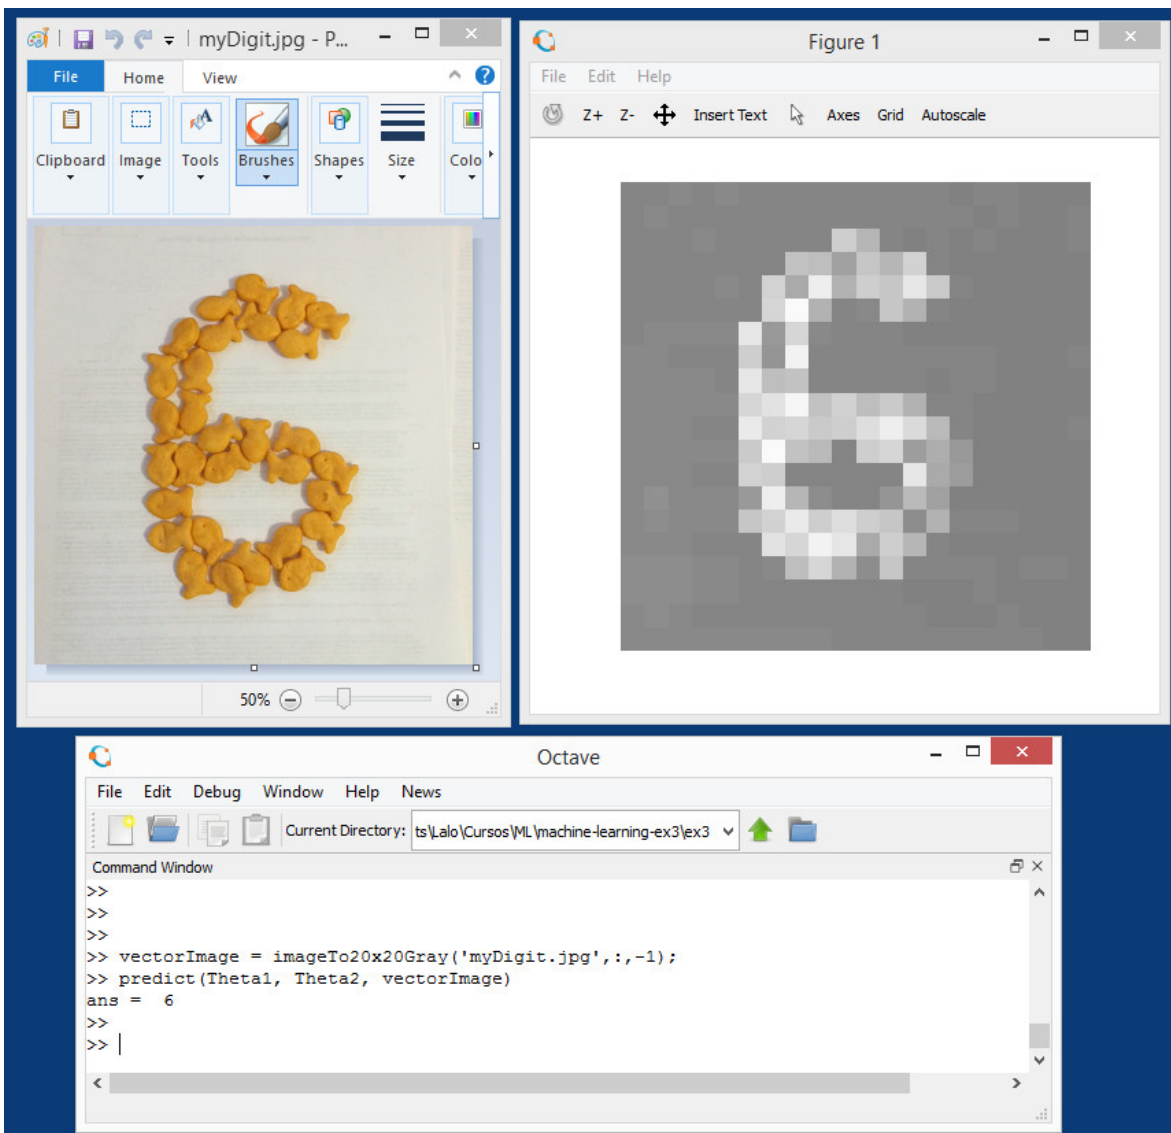 myDigit.jpg - P...
File Home View
Clipboard Image Tools Brushes Shapes Size Colo
50%
Figure 1
File Edit Help
Z+ Z- Insert Text Axes Grid Autoscale
Octave
File Edit Debug Window Help News
Current Directory: ts\Lalo\Cursos\ML\machine-learning-ex3\ex3
Command Window
>>
>>
>>
>> vectorImage = imageTo20x20Gray('myDigit.jpg',:,-1);
>> predict(Theta1, Theta2, vectorImage)
ans = 6
>>
>>